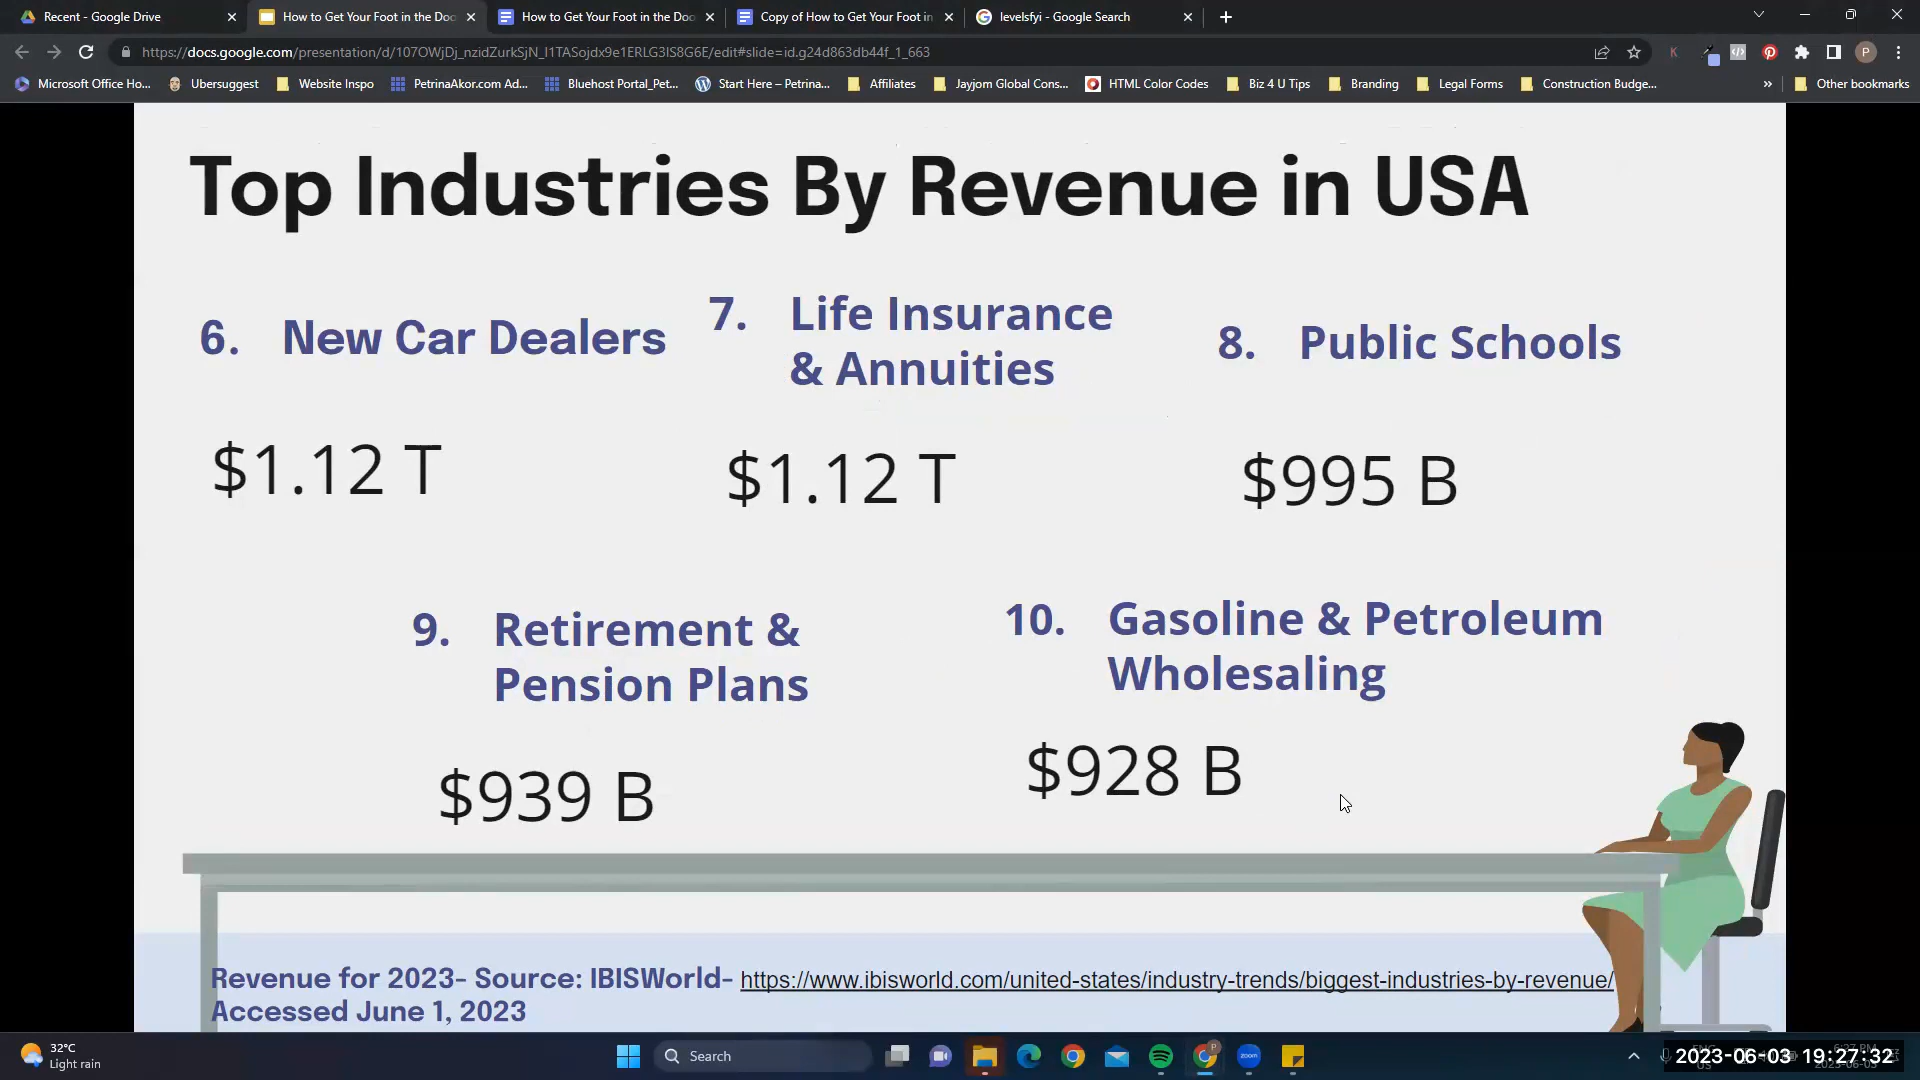 Recent - Google Drive
How to Get Your Foot in the Doo
How to Get Your Foot in the Doo
Copy of How to Get Your Foot in
levelsfyi - Google Search
https://docs.google.com/presentation/d/107OWjDj_nzidZurkSjN_l1TASojdx9e1ERLG3IS8G6E/edit#slide=id.g24d863db44f_1_663
Microsoft Office Ho...
Ubersuggest
Website Inspo
PetrinaAkor.com Ad...
Bluehost Portal_Pet...
Start Here – Petrina...
Affiliates
Jayjom Global Cons...
HTML Color Codes
Biz 4 U Tips
Branding
Legal Forms
Construction Budge...
Other bookmarks
Top Industries By Revenue in USA
6. New Car Dealers
$1.12 T
7. Life Insurance
& Annuities
$1.12 T
8. Public Schools
$995 B
9. Retirement &
Pension Plans
$939 B
10. Gasoline & Petroleum
Wholesaling
$928 B
Revenue for 2023- Source: IBISWorld- https://www.ibisworld.com/united-states/industry-trends/biggest-industries-by-revenue/
Accessed June 1, 2023
32°C
Light rain
Search
zoom
2023-06-03 19:27:32